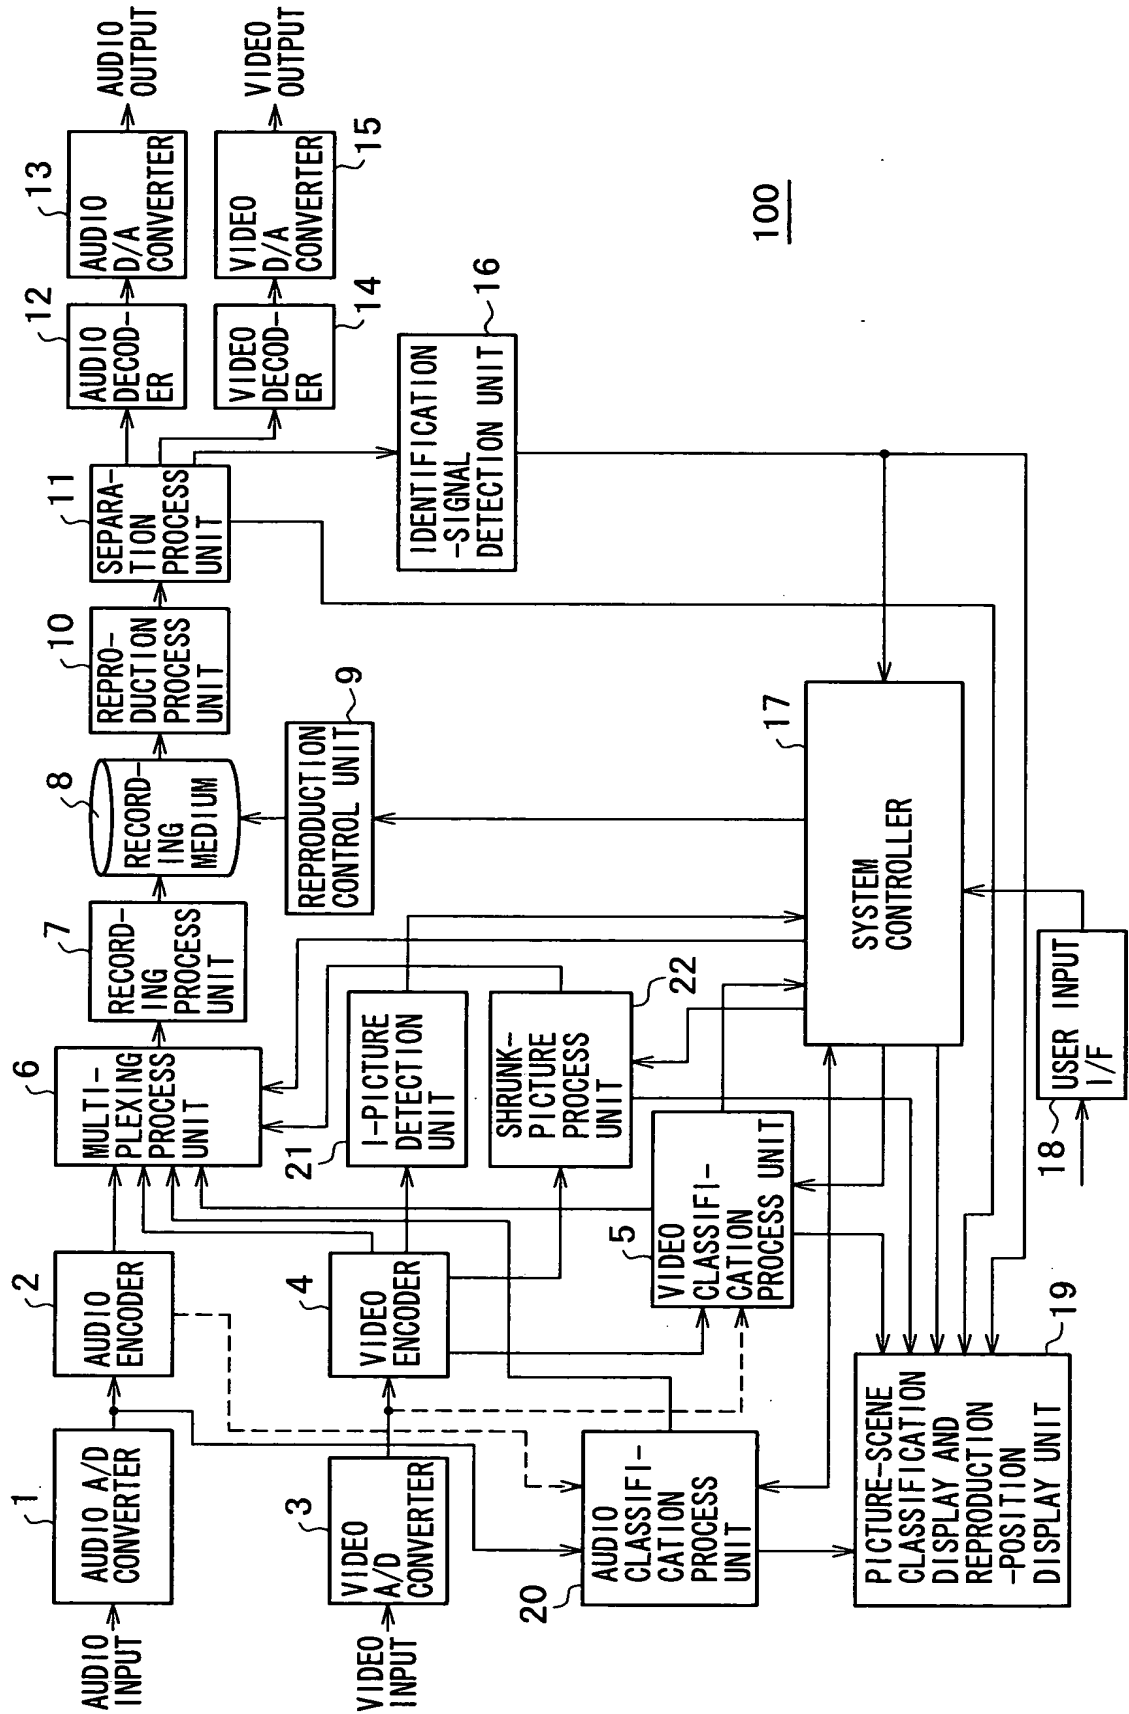 AUDIO
INPUT
1
AUDIO A/D
CONVERTER
2
AUDIO
ENCODER
6
MULTI-
PLEXING
PROCESS
UNIT
7
RECORD-
ING
PROCESS
UNIT
8
RECORD-
ING
MEDIUM
10
REPRO-
DUCTION
PROCESS
UNIT
11
SEPARA-
TION
PROCESS
UNIT
12
AUDIO
DECOD-
ER
13
AUDIO
D/A
CONVERTER
AUDIO
OUTPUT
VIDEO
DECOD-
ER
14
VIDEO
D/A
CONVERTER
15
VIDEO
OUTPUT
VIDEO
INPUT
3
VIDEO
A/D
CONVERTER
4
VIDEO
ENCODER
21
I-PICTURE
DETECTION
UNIT
REPRODUCTION
CONTROL UNIT
9
IDENTIFICATION
-SIGNAL
DETECTION UNIT
16
SHRUNK-
PICTURE
PROCESS
UNIT
22
20
AUDIO
CLASSIFI-
CATION
PROCESS
UNIT
5
VIDEO
CLASSIFI-
CATION
PROCESS UNIT
17
SYSTEM
CONTROLLER
100
PICTURE-SCENE
CLASSIFICATION
DISPLAY AND
REPRODUCTION
-POSITION
DISPLAY UNIT
19
18
USER INPUT
I/F